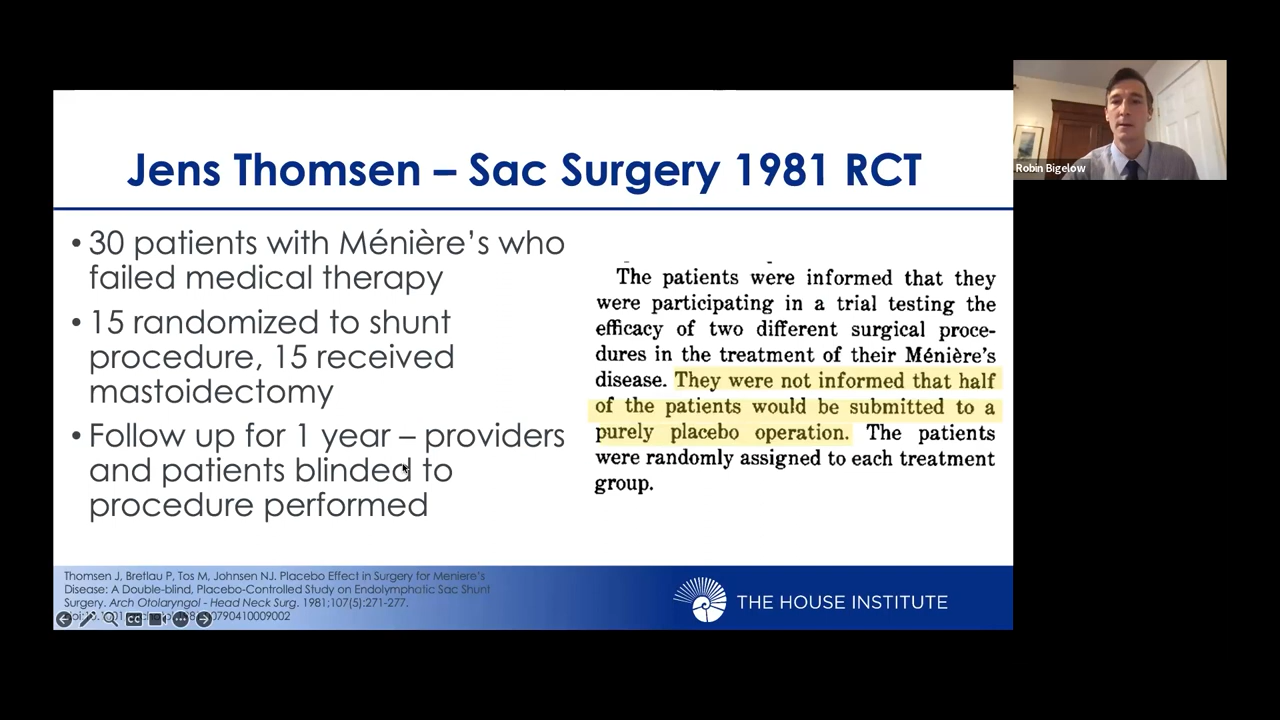 Jens Thomsen – Sac Surgery 1981 RCT
• 30 patients with Ménière’s who
failed medical therapy
• 15 randomized to shunt
procedure, 15 received
mastoidectomy
• Follow up for 1 year – providers
and patients blinded to
procedure performed
The patients were informed that they
were participating in a trial testing the
efficacy of two different surgical proce-
dures in the treatment of their Ménière’s
disease. They were not informed that half
of the patients would be submitted to a
purely placebo operation. The patients
were randomly assigned to each treatment
group.
Thomsen J, Bretlau P, Tos M, Johnsen NJ. Placebo Effect in Surgery for Meniere’s
Disease: A Double-blind, Placebo-Controlled Study on Endolymphatic Sac Shunt
Surgery. Arch Otolaryngol - Head Neck Surg. 1981;107(5):271-277.
THE HOUSE INSTITUTE
Robin Bigelow